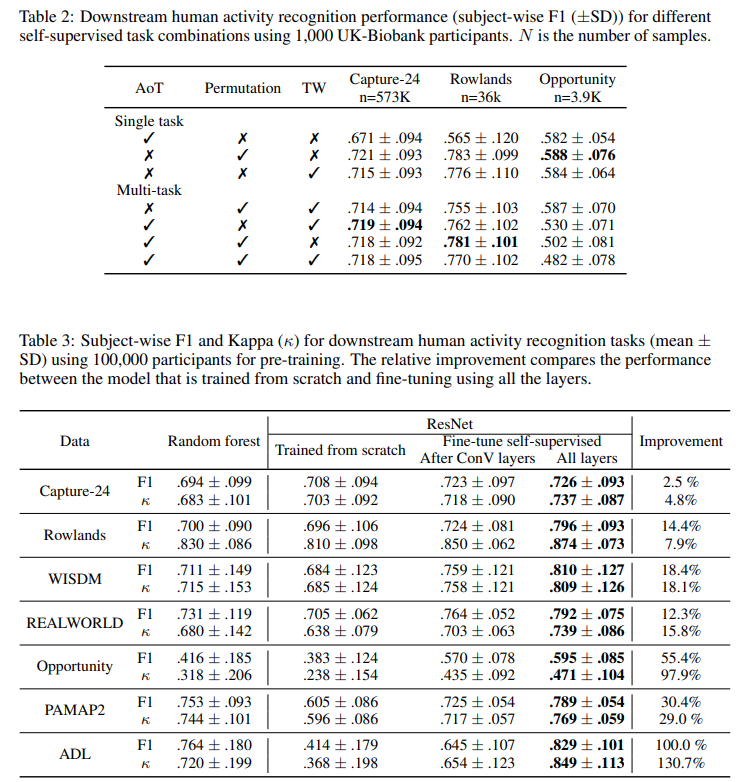 Table 2: Downstream human activity recognition performance (subject-wise F1 (±SD)) for different
self-supervised task combinations using 1,000 UK-Biobank participants. N is the number of samples.
AoT Permutation TW Capture-24 Rowlands Opportunity
n=573K n=36k n=3.9K
Single task
✓ ✗ ✗ .671 ± .094 .565 ± .120 .582 ± .054
✗ ✓ ✗ .721 ± .093 .783 ± .099 .588 ± .076
✗ ✗ ✓ .715 ± .093 .776 ± .110 .584 ± .064
Multi-task
✗ ✓ ✓ .714 ± .094 .755 ± .103 .587 ± .070
✓ ✗ ✓ .719 ± .094 .762 ± .102 .530 ± .071
✓ ✓ ✗ .718 ± .092 .781 ± .101 .502 ± .081
✓ ✓ ✓ .718 ± .095 .770 ± .102 .482 ± .078
Table 3: Subject-wise F1 and Kappa (κ) for downstream human activity recognition tasks (mean ±
SD) using 100,000 participants for pre-training. The relative improvement compares the performance
between the model that is trained from scratch and fine-tuning using all the layers.
ResNet
Data Random forest Trained from scratch Fine-tune self-supervised Improvement
After ConV layers All layers
Capture-24 F1 .694 ± .099 .708 ± .094 .723 ± .097 .726 ± .093 2.5 %
κ .683 ± .101 .703 ± .092 .718 ± .090 .737 ± .087 4.8%
Rowlands F1 .700 ± .090 .696 ± .106 .724 ± .081 .796 ± .093 14.4%
κ .830 ± .086 .810 ± .098 .850 ± .062 .874 ± .073 7.9%
WISDM F1 .711 ± .149 .684 ± .123 .759 ± .121 .810 ± .127 18.4%
κ .715 ± .153 .685 ± .124 .758 ± .121 .809 ± .126 18.1%
REALWORLD F1 .731 ± .119 .705 ± .062 .764 ± .052 .792 ± .075 12.3%
κ .680 ± .142 .638 ± .079 .703 ± .063 .739 ± .086 15.8%
Opportunity F1 .416 ± .185 .383 ± .124 .570 ± .078 .595 ± .085 55.4%
κ .318 ± .206 .238 ± .154 .435 ± .092 .471 ± .104 97.9%
PAMAP2 F1 .753 ± .093 .605 ± .086 .725 ± .054 .789 ± .054 30.4%
κ .744 ± .101 .596 ± .086 .717 ± .057 .769 ± .059 29.0 %
ADL F1 .764 ± .180 .414 ± .179 .645 ± .107 .829 ± .101 100.0 %
κ .720 ± .199 .368 ± .198 .654 ± .123 .849 ± .113 130.7%